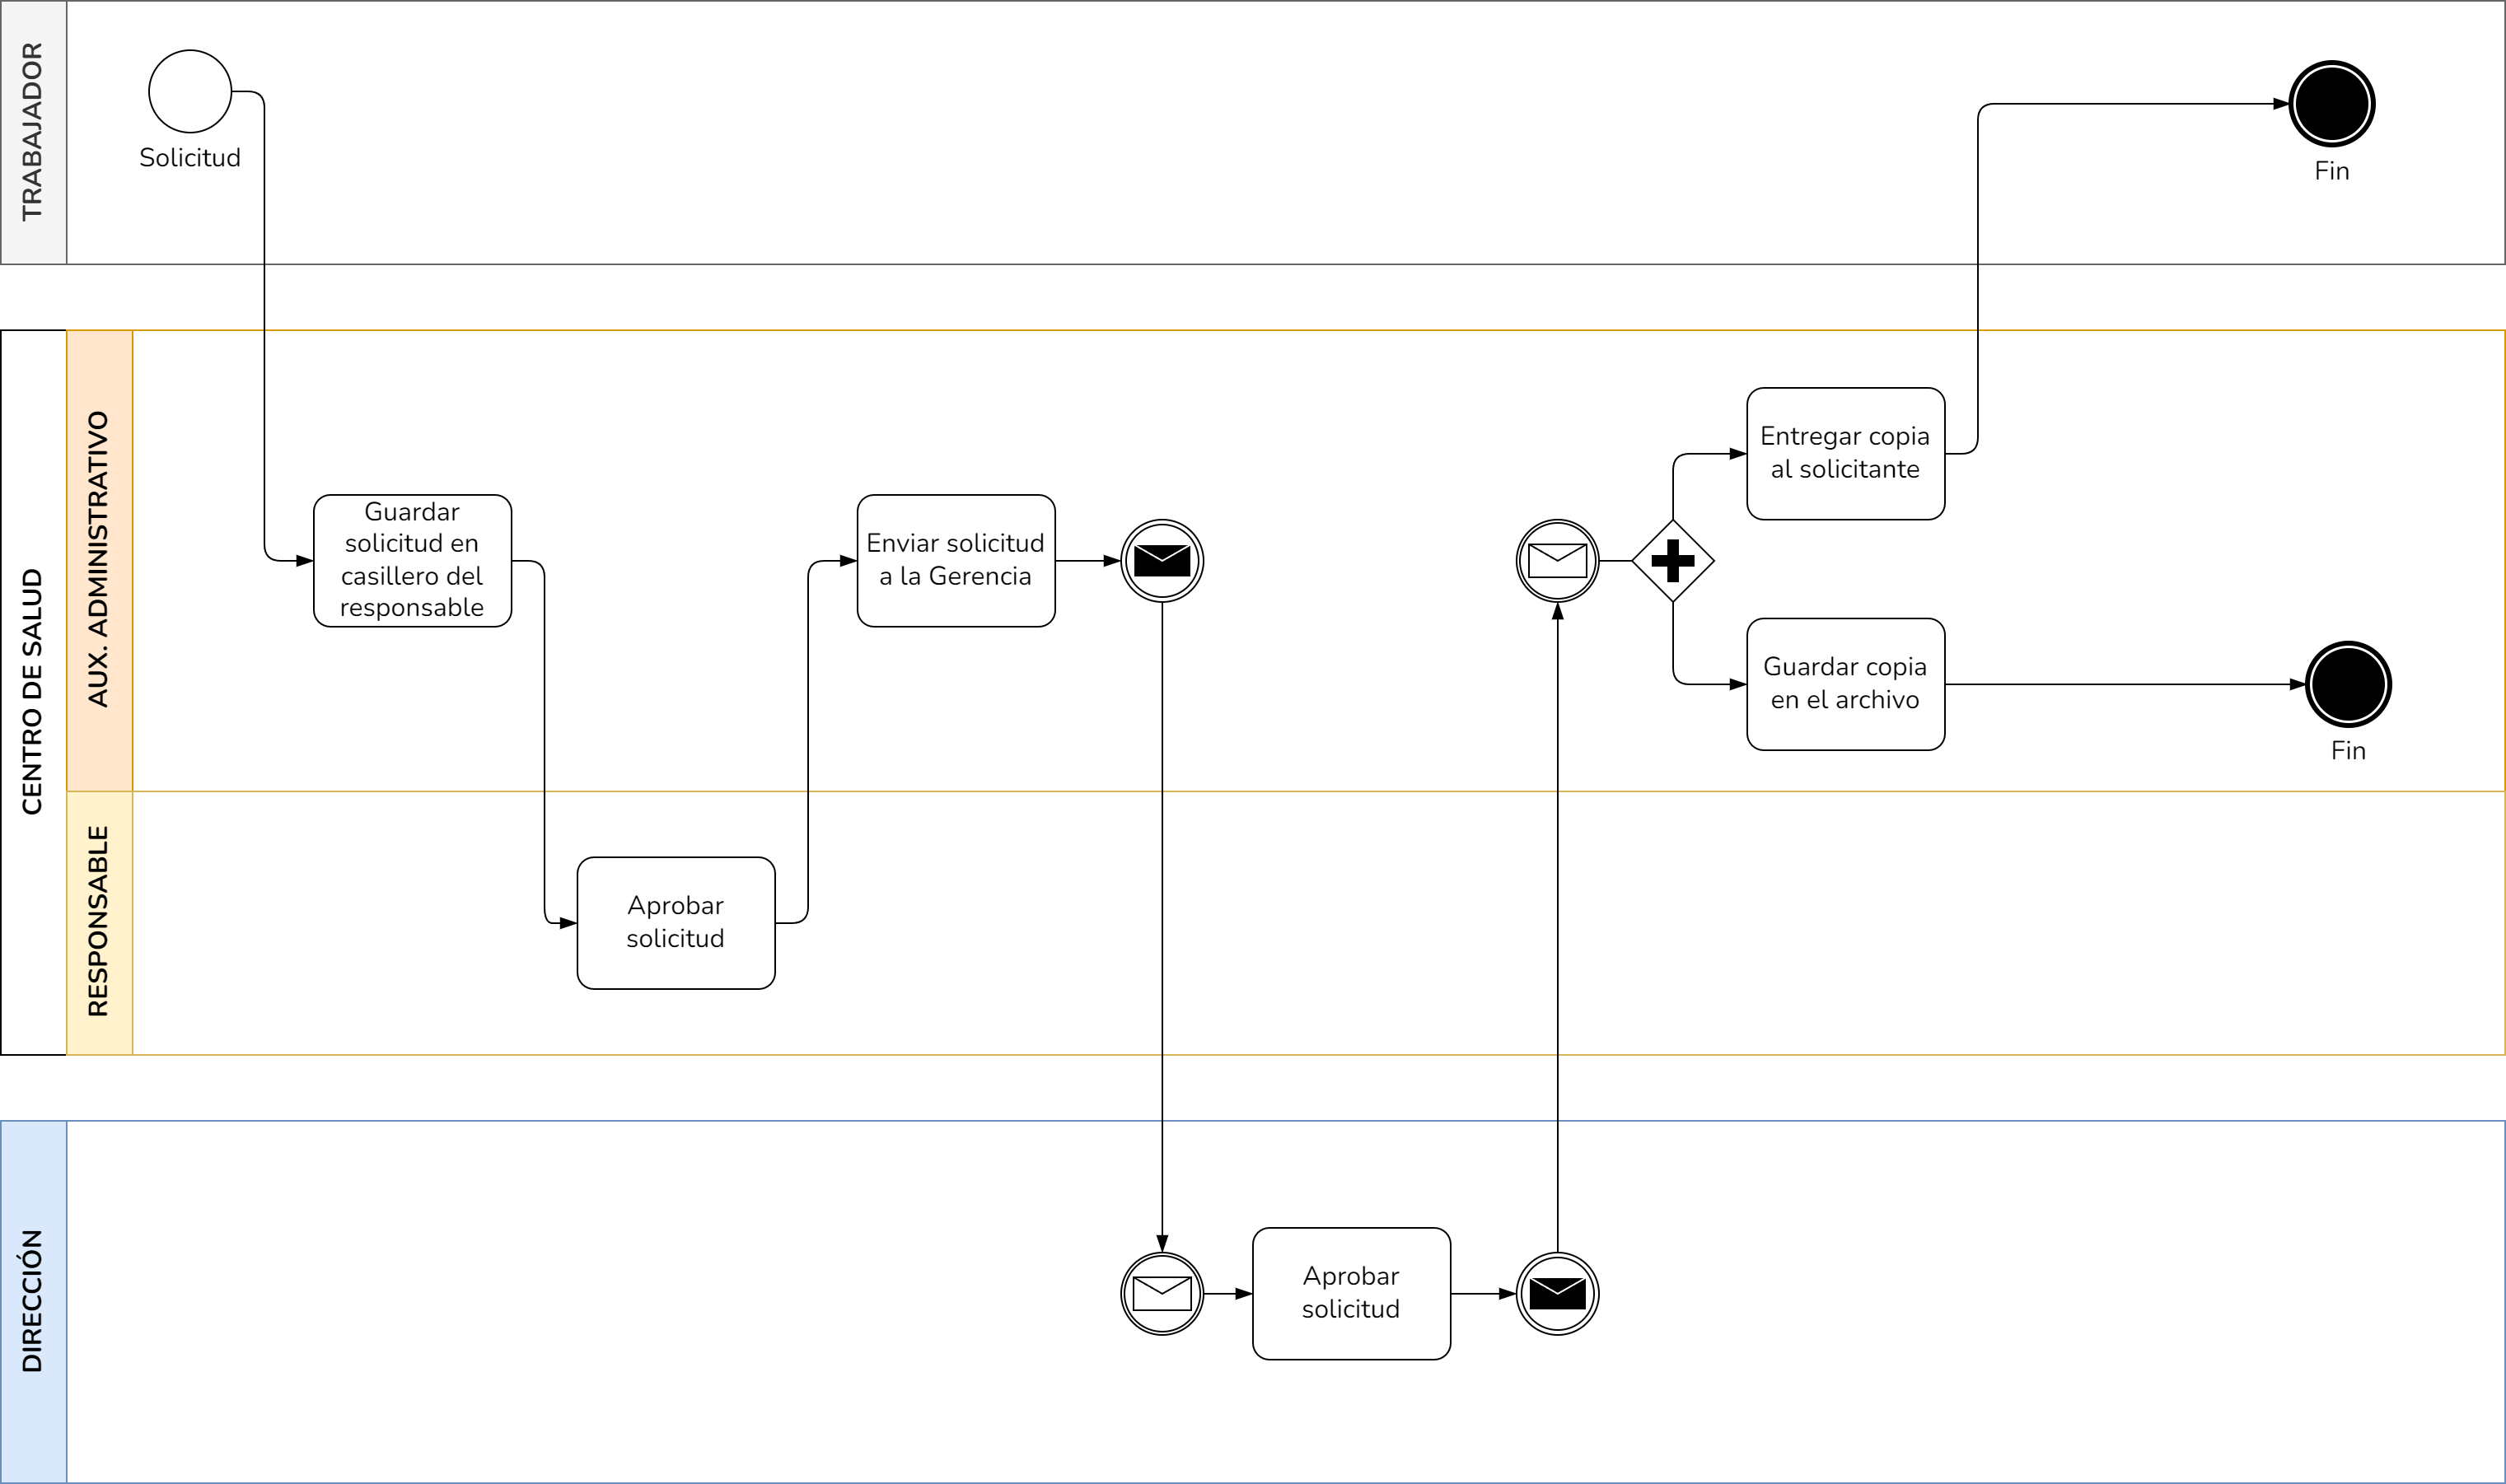 TRABAJADOR
Solicitud
Fin
CENTRO DE SALUD
AUX. ADMINISTRATIVO
Guardar
solicitud en
casillero del
responsable
Enviar solicitud
a la Gerencia
Entregar copia
al solicitante
Guardar copia
en el archivo
Fin
RESPONSABLE
Aprobar
solicitud
DIRECCIÓN
Aprobar
solicitud